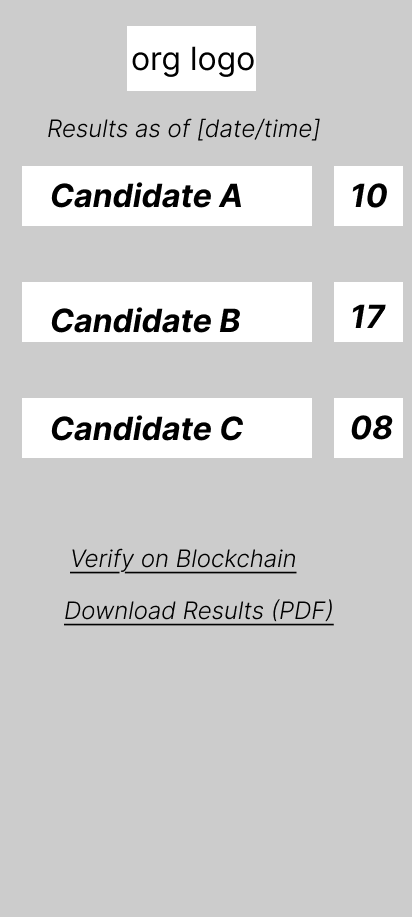 org logo
Results as of [date/time]
Candidate A 10
Candidate B 17
Candidate C 08
Verify on Blockchain
Download Results (PDF)